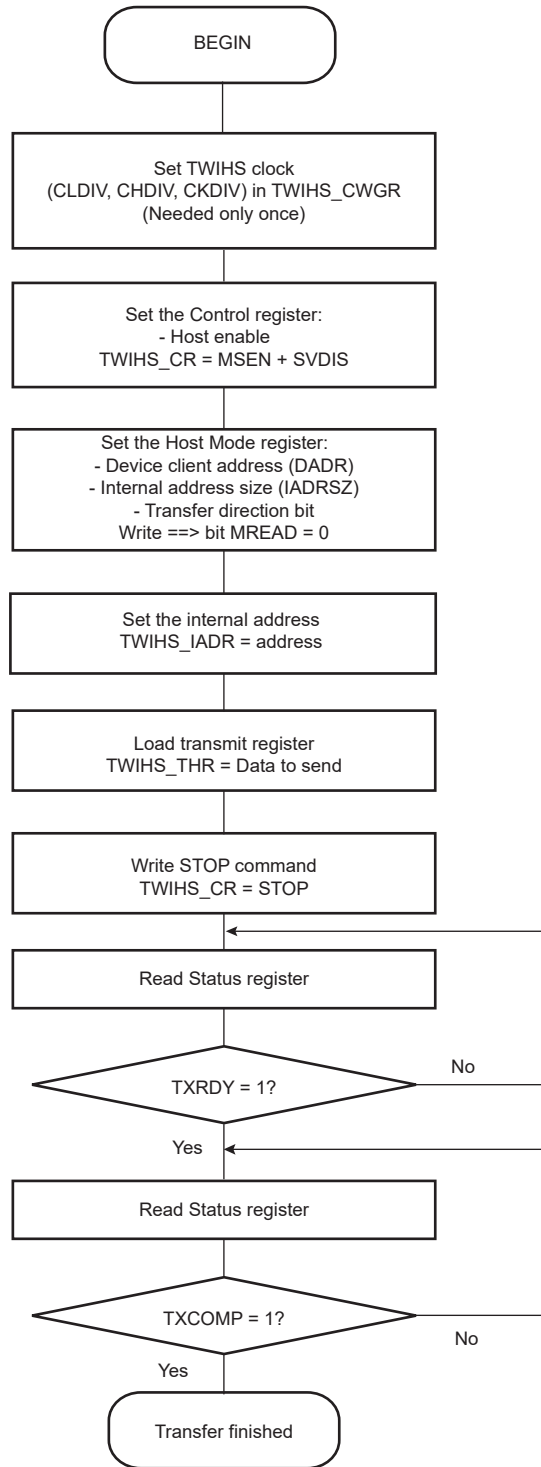 BEGIN
Set TWIHS clock
(CLDIV, CHDIV, CKDIV) in TWIHS_CWGR
(Needed only once)
Set the Control register:
- Host enable
TWIHS_CR = MSEN + SVDIS
Set the Host Mode register:
- Device client address (DADR)
- Internal address size (IADRSZ)
- Transfer direction bit
Write ==> bit MREAD = 0
Set the internal address
TWIHS_IADR = address
Load transmit register
TWIHS_THR = Data to send
Write STOP command
TWIHS_CR = STOP
Read Status register
No
TXRDY = 1?
Yes
Read Status register
TXCOMP = 1?
No
Yes
Transfer finished